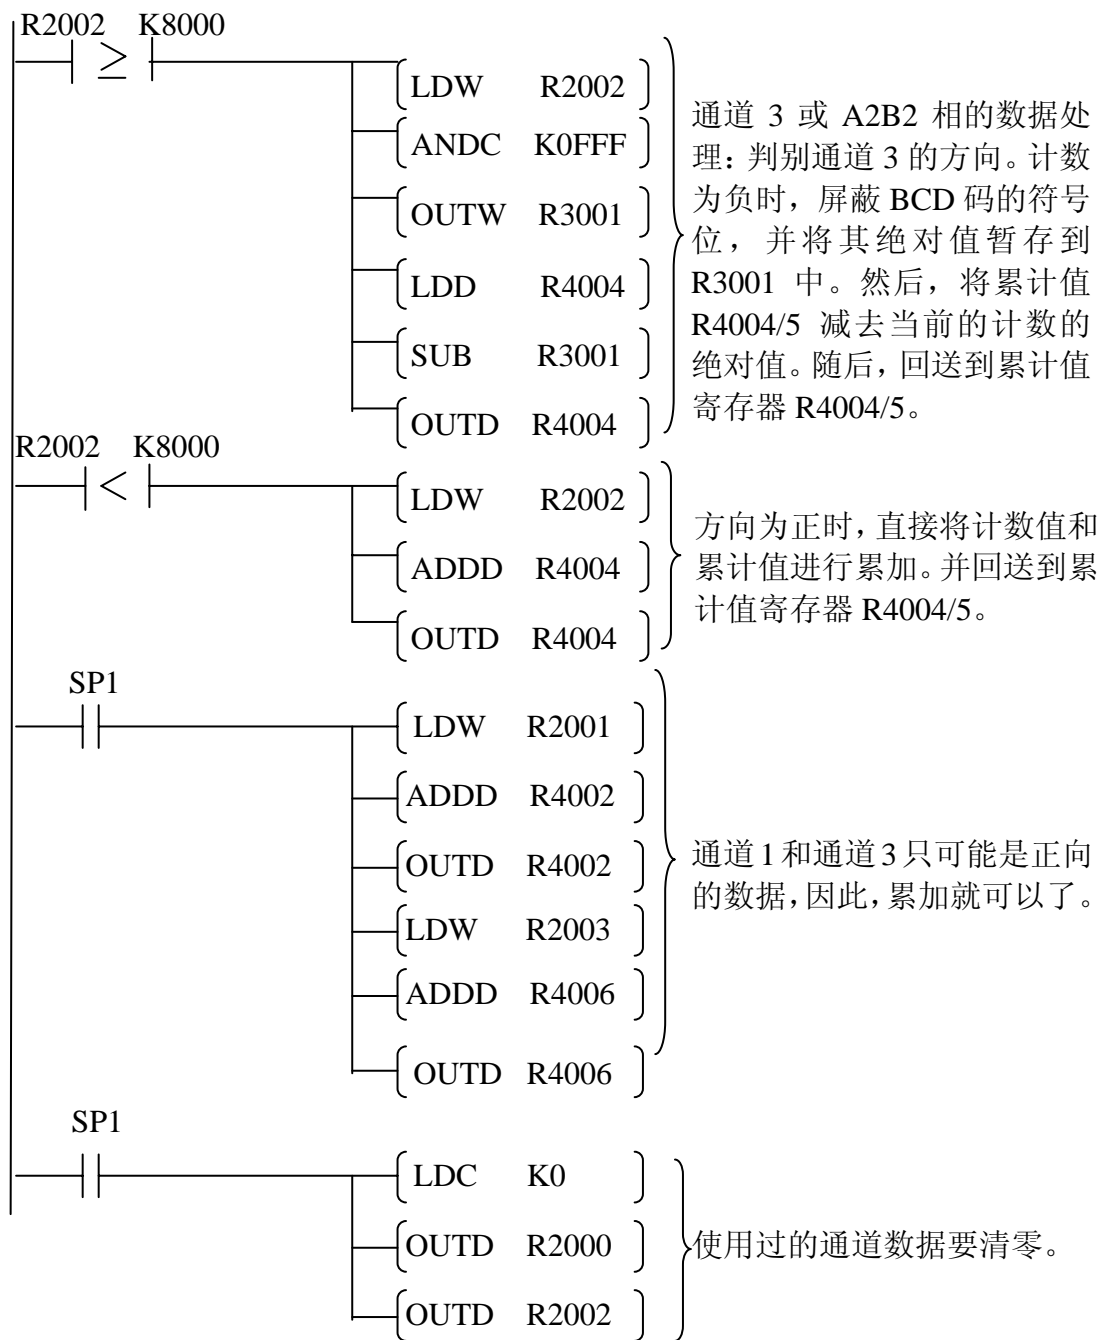 R2002 K8000
≥
LDW R2002
ANDC K0FFF
OUTW R3001
LDD R4004
SUB R3001
OUTD R4004
通道 3 或 A2B2 相的数据处
理：判别通道 3 的方向。计数
为负时，屏蔽 BCD 码的符号
位，并将其绝对值暂存到
R3001 中。然后，将累计值
R4004/5 减去当前的计数的
绝对值。随后，回送到累计值
寄存器 R4004/5。
R2002 K8000
<
LDW R2002
ADDD R4004
OUTD R4004
方向为正时，直接将计数值和
累计值进行累加。并回送到累
计值寄存器 R4004/5。
SP1
LDW R2001
ADDD R4002
OUTD R4002
LDW R2003
ADDD R4006
OUTD R4006
通道 1 和通道 3 只可能是正向
的数据，因此，累加就可以了。
SP1
LDC K0
OUTD R2000
OUTD R2002
使用过的通道数据要清零。